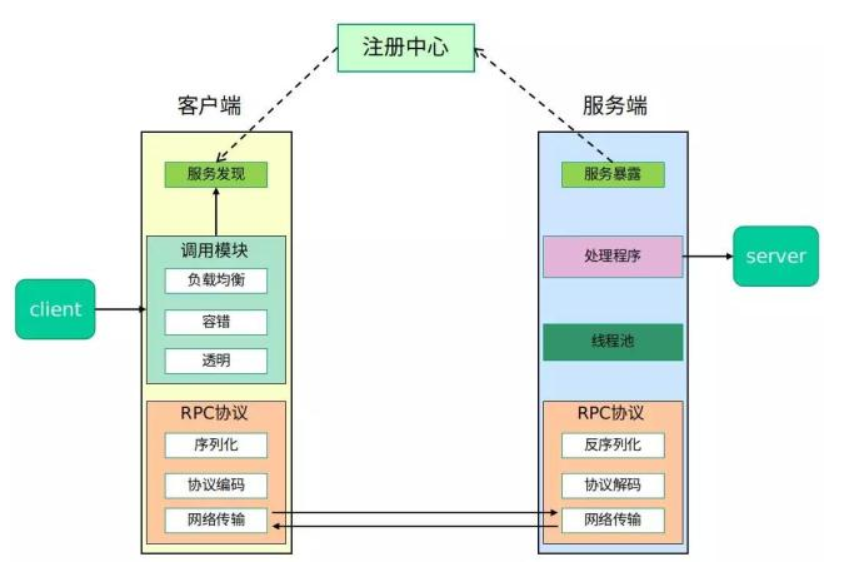 注册中心
客户端
服务端
服务发现
服务暴露
调用模块
负载均衡
容错
透明
处理程序
线程池
client
server
RPC协议
序列化
协议编码
网络传输
RPC协议
反序列化
协议解码
网络传输